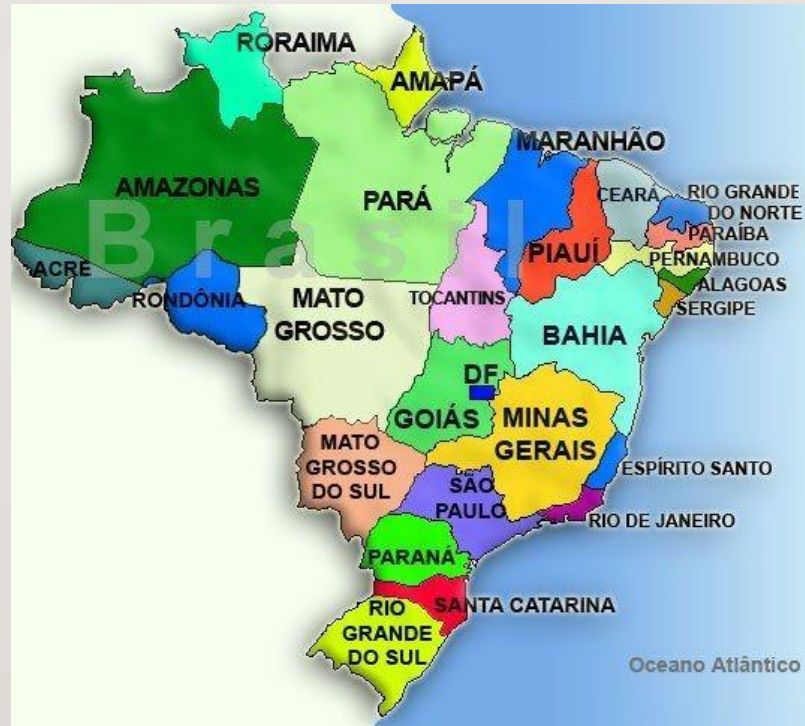 RORAIMA
AMAPÁ
MARANHÃO
AMAZONAS
PARÁ
CEARÁ
RIO GRANDE
DO NORTE
PARAÍBA
PERNAMBUCO
ALAGOAS
SERGIPE
PIAUÍ
Brasil
ACRE
RONDÔNIA
MATO
GROSSO
TOCANTINS
BAHIA
DF
GOIÁS
MINAS
GERAIS
MATO
GROSSO
DO SUL
SÃO
PAULO
ESPÍRITO SANTO
RIO DE JANEIRO
PARANÁ
SANTA CATARINA
RIO
GRANDE
DO SUL
Oceano Atlântico